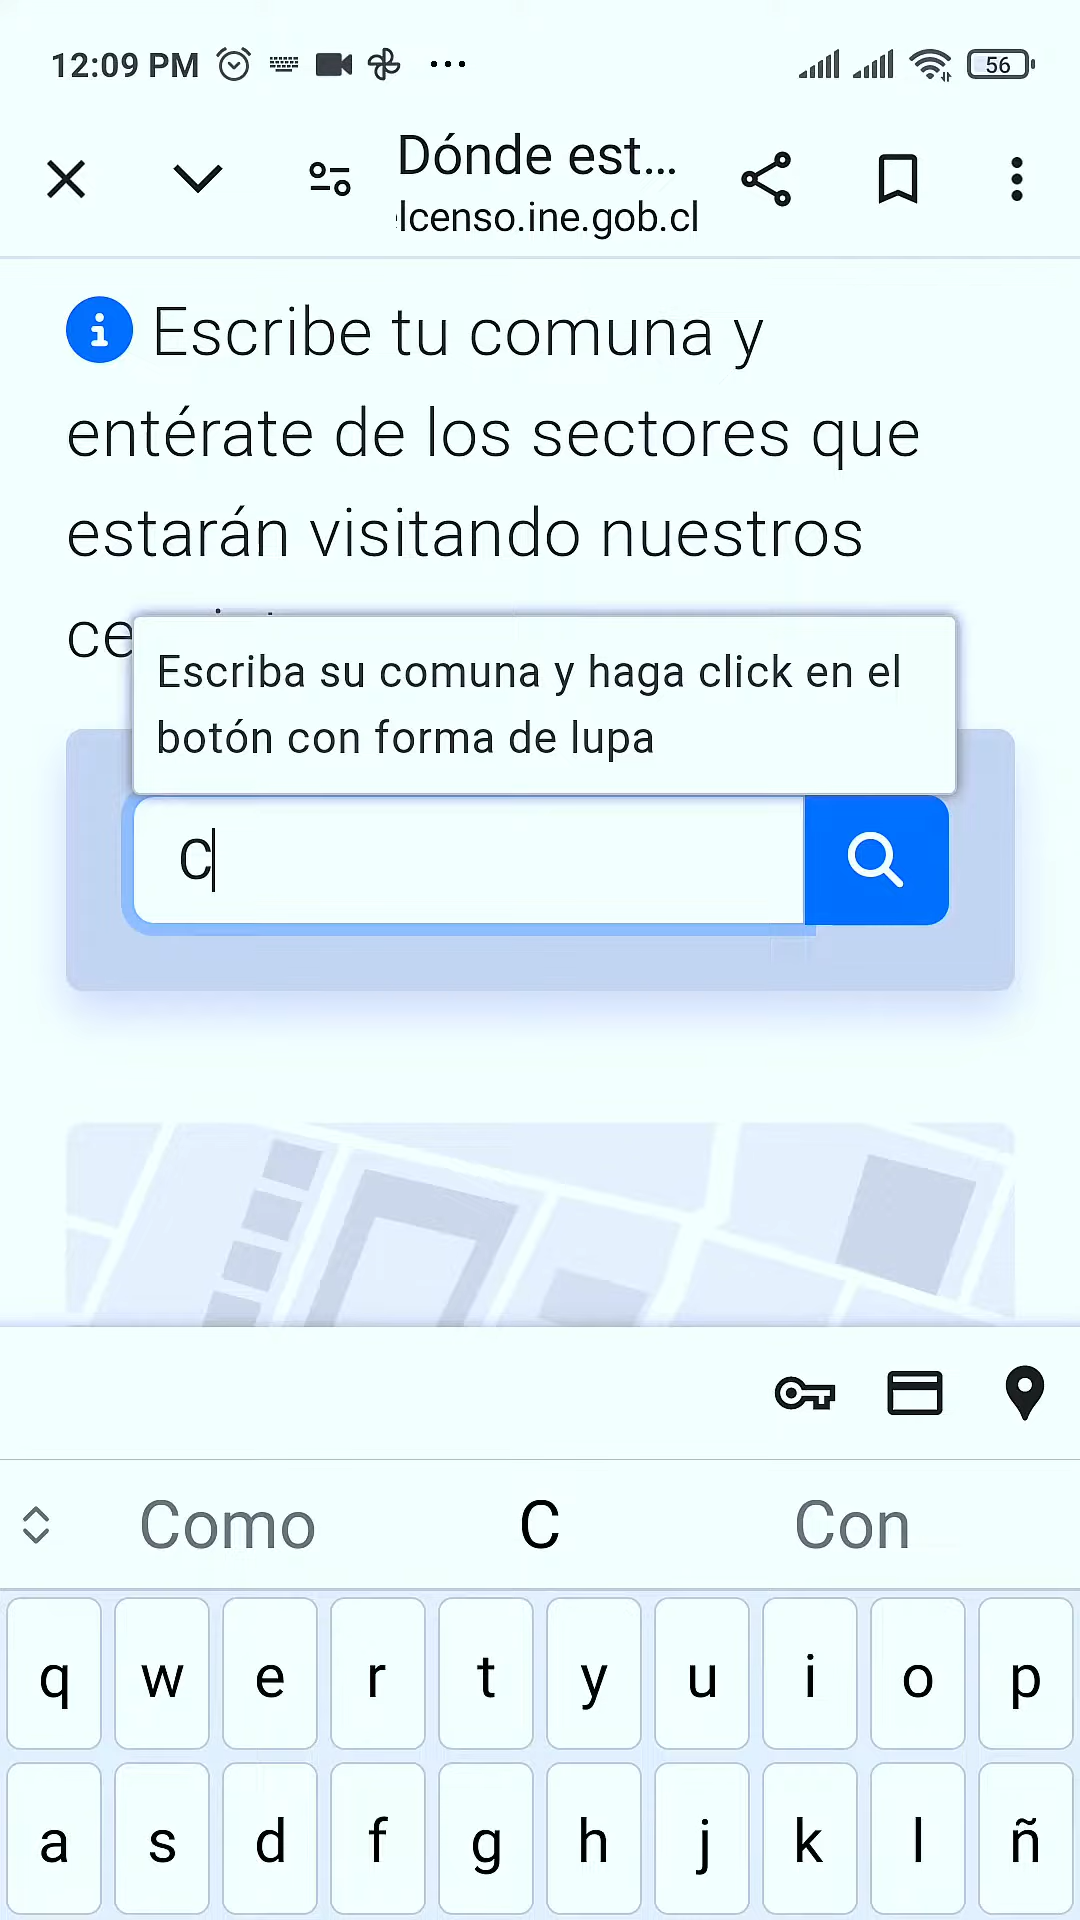 12:09 PM
56
Dónde est...
lcenso.ine.gob.cl
Escribe tu comuna y
entérate de los sectores que
estarán visitando nuestros
Escriba su comuna y haga click en el
botón con forma de lupa
C
Como C Con
q w e r t y u i o p
a s d f g h j k l ñ